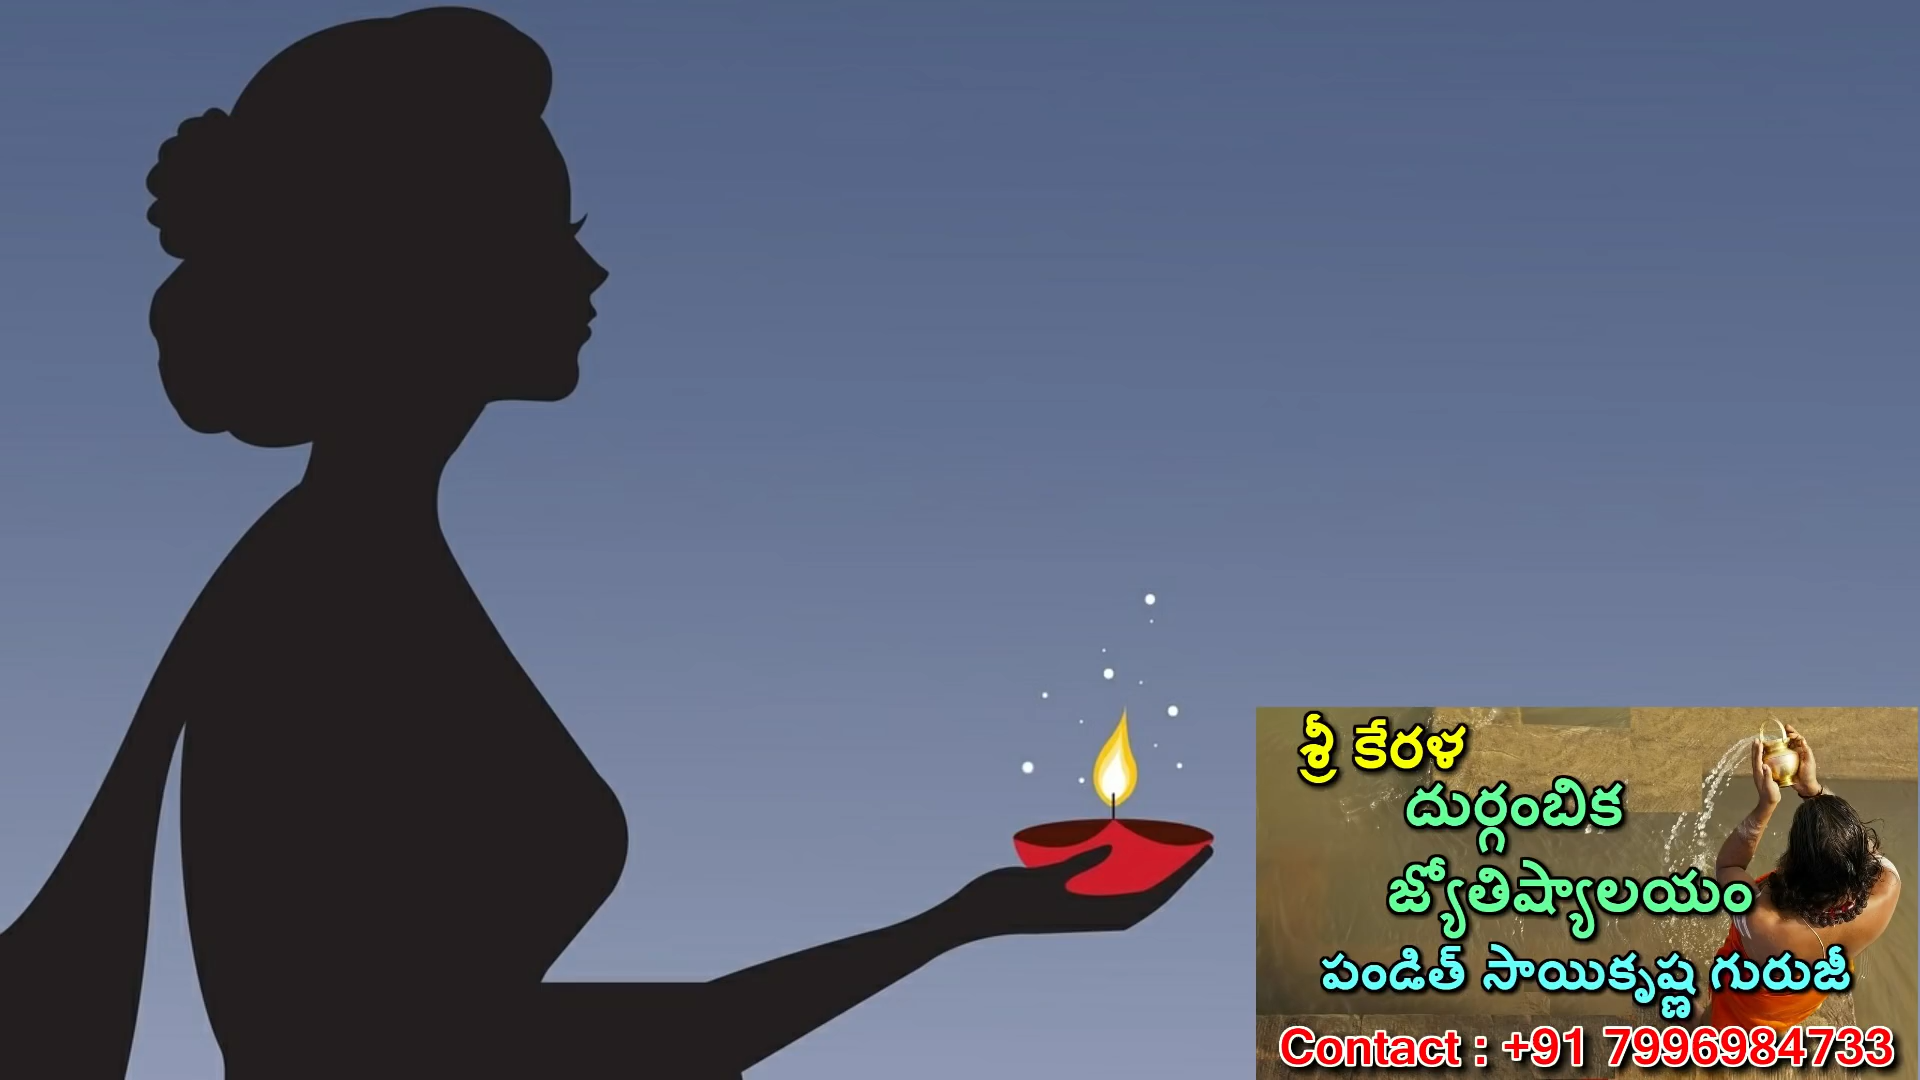 శ్రీ కేరళ
దుర్గంబిక
జ్యోతిష్యాలయం
పండిత్ సాయికృష్ణ గురుజీ
Contact : +91 7996984733